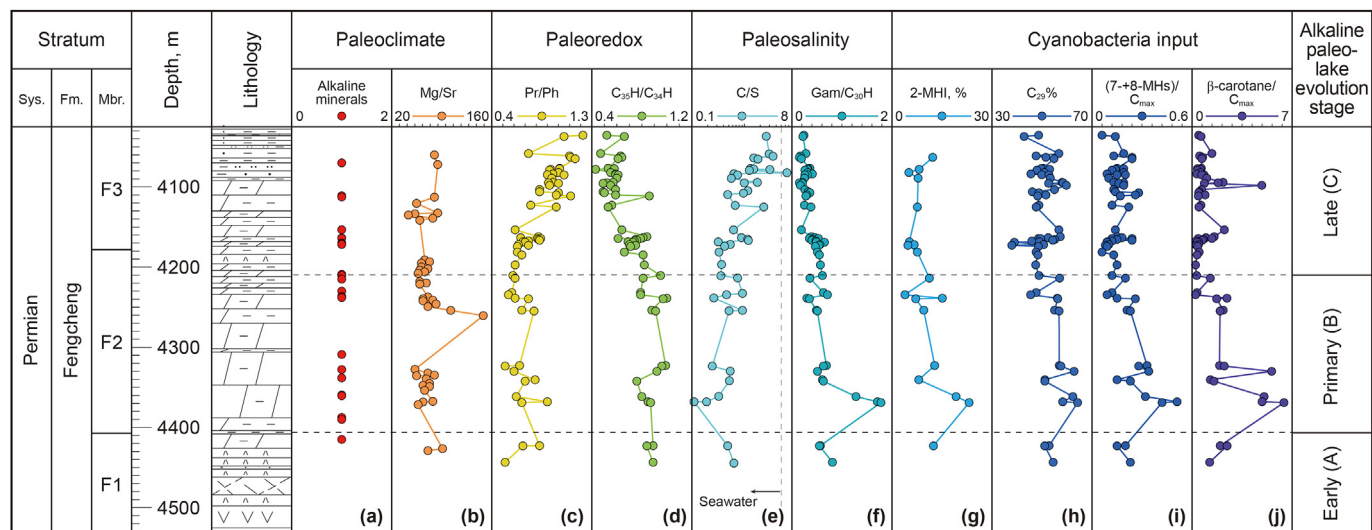 Stratum
Depth, m
Lithology
Paleoclimate
Paleoredox
Paleosalinity
Cyanobacteria input
Alkaline
paleo-
lake
evolution
stage
Sys.
Fm.
Mbr.
Alkaline
minerals
0 2
Mg/Sr
20 160
Pr/Ph
0.4 1.3
C₃₅H/C₃₄H
0.4 1.2
C/S
0.1 8
Gam/C₃₀H
0 2
2-MHI, %
0 30
C₂₉%
30 70
(7-+8-MHs)/
Cmax
0 0.6
β-carotane/
Cmax
0 7
Permian
Fengcheng
F3
F2
F1
4100
4200
4300
4400
4500
Late (C)
Primary (B)
Early (A)
Seawater
(a) (b) (c) (d) (e) (f) (g) (h) (i) (j)